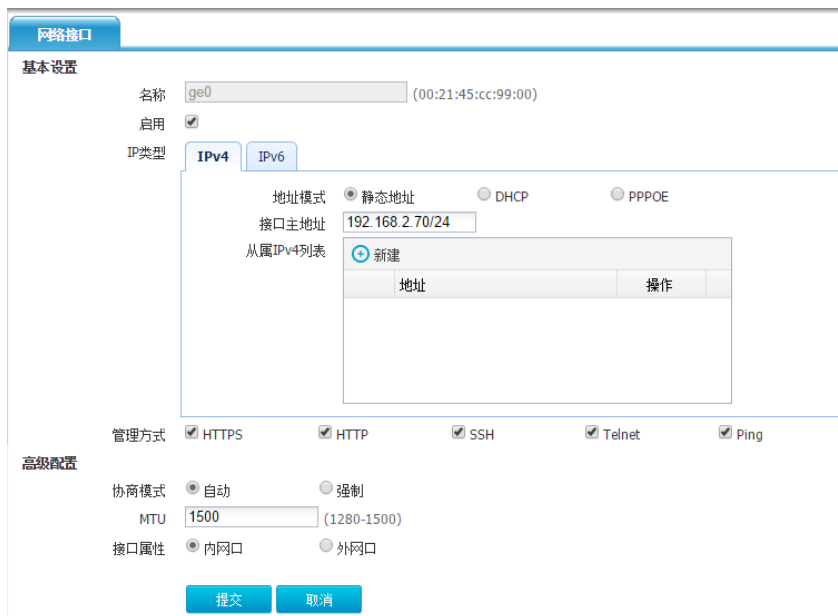 网络接口
基本设置
名称 ge0 (00:21:45:cc:99:00)
启用
IP类型 IPv4 IPv6
地址模式 静态地址 DHCP PPPOE
接口主地址 192.168.2.70/24
从属IPv4列表 新建
地址 操作
管理方式 HTTPS HTTP SSH Telnet Ping
高级配置
协商模式 自动 强制
MTU 1500 (1280-1500)
接口属性 内网口 外网口
提交 取消